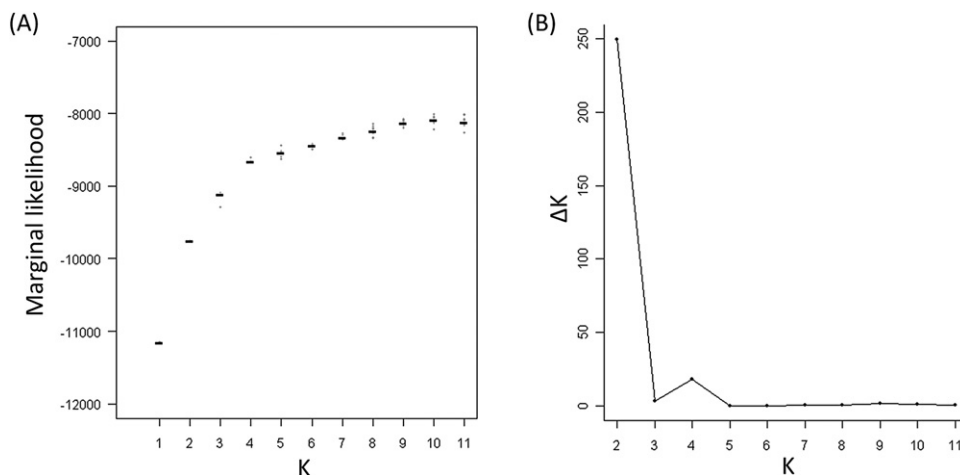 (A)
Marginal likelihood
-7000
-8000
-9000
-10000
-11000
-12000
1 2 3 4 5 6 7 8 9 10 11
K
(B)
ΔK
250
200
150
100
50
0
2 3 4 5 6 7 8 9 10 11
K